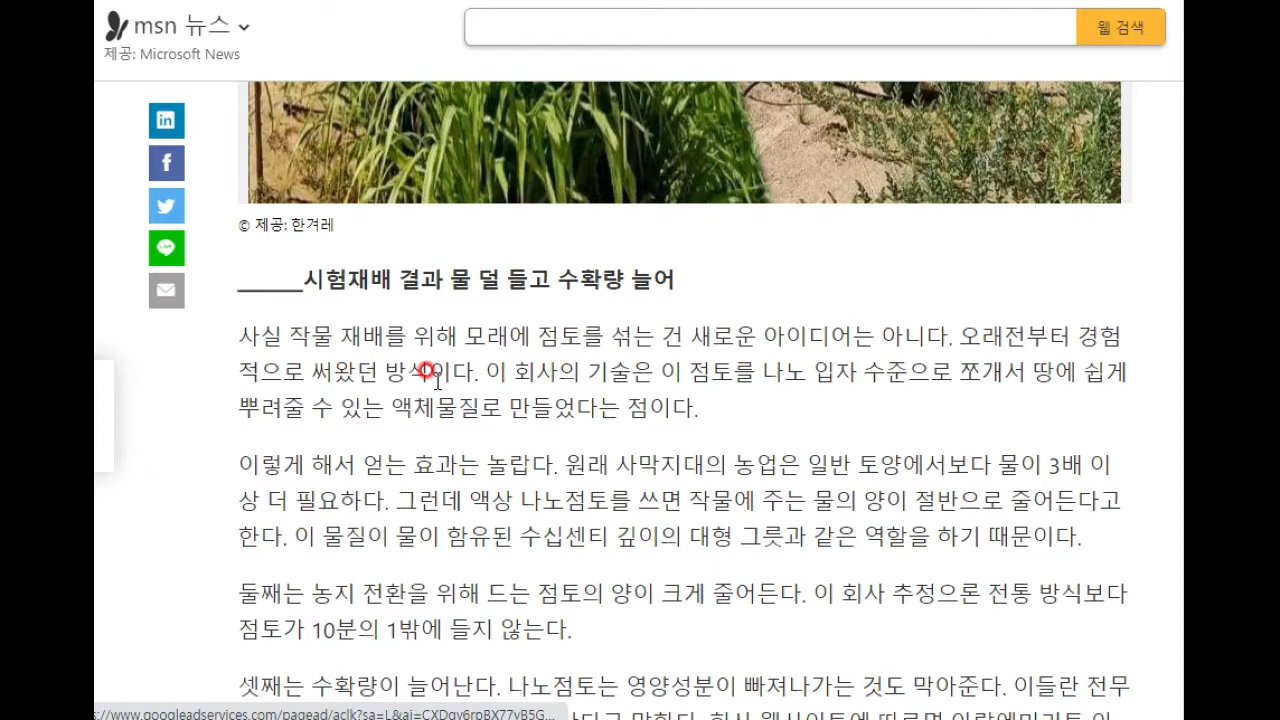 msn 뉴스
웹 검색
제공: Microsoft News
in
f
LINE
© 제공: 한겨레
______시험재배 결과 물 덜 들고 수확량 늘어
사실 작물 재배를 위해 모래에 점토를 섞는 건 새로운 아이디어는 아니다. 오래전부터 경험
적으로 써왔던 방식이다. 이 회사의 기술은 이 점토를 나노 입자 수준으로 쪼개서 땅에 쉽게
뿌려줄 수 있는 액체물질로 만들었다는 점이다.
이렇게 해서 얻는 효과는 놀랍다. 원래 사막지대의 농업은 일반 토양에서보다 물이 3배 이
상 더 필요하다. 그런데 액상 나노점토를 쓰면 작물에 주는 물의 양이 절반으로 줄어든다고
한다. 이 물질이 물이 함유된 수십센티 깊이의 대형 그릇과 같은 역할을 하기 때문이다.
둘째는 농지 전환을 위해 드는 점토의 양이 크게 줄어든다. 이 회사 추정으론 전통 방식보다
점토가 10분의 1밖에 들지 않는다.
셋째는 수확량이 늘어난다. 나노점토는 영양성분이 빠져나가는 것도 막아준다. 이들란 전무
s://www.googleadservices.com/pagead/aclk?sa=L&ai=CXDqy6rpBX77yB5G...